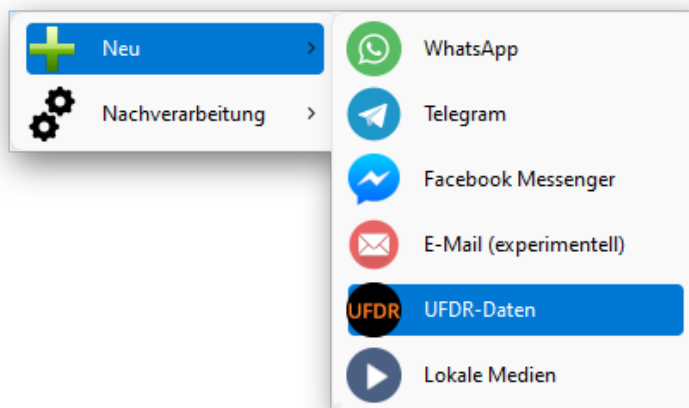 Neu
Nachverarbeitung
WhatsApp
Telegram
Facebook Messenger
E-Mail (experimentell)
UFDR UFDR-Daten
Lokale Medien